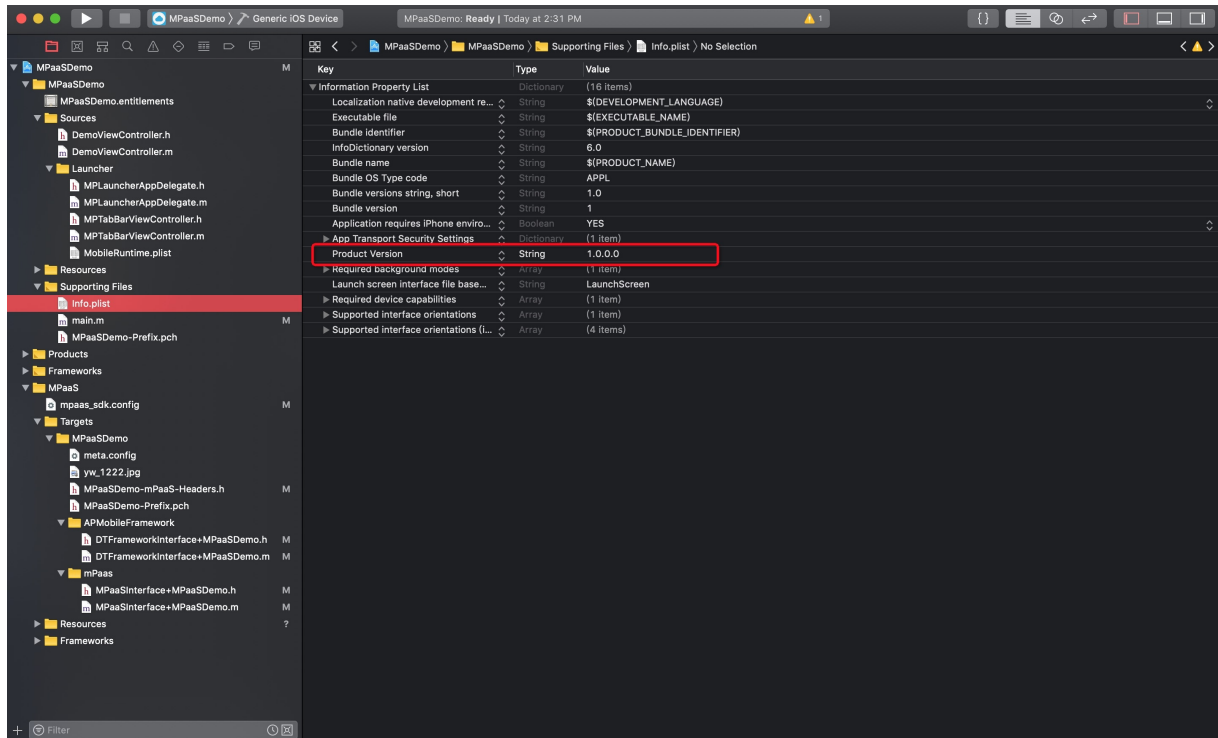 MPaaSDemo 〉 Generic iOS Device
MPaaSDemo: Ready | Today at 2:31 PM
1
{}
MPaaSDemo 〉 MPaaSDemo 〉 Supporting Files 〉 Info.plist 〉 No Selection
MPaaSDemo M
MPaaSDemo
MPaaSDemo.entitlements
Sources
h DemoViewController.h
m DemoViewController.m
Launcher
h MPLauncherAppDelegate.h
m MPLauncherAppDelegate.m
h MPTabBarViewController.h
m MPTabBarViewController.m
MobileRuntime.plist
Resources
Supporting Files
Info.plist
m main.m M
h MPaaSDemo-Prefix.pch
Products
Frameworks
MPaaS
mpaas_sdk.config M
Targets
MPaaSDemo
meta.config
yw_1222.jpg
h MPaaSDemo-mPaaS-Headers.h M
h MPaaSDemo-Prefix.pch
APMobileFramework
h DTFrameworkInterface+MPaaSDemo.h M
m DTFrameworkInterface+MPaaSDemo.m M
mPaas
h MPaaSInterface+MPaaSDemo.h M
m MPaaSInterface+MPaaSDemo.m M
Resources ?
Frameworks
Filter
Key Type Value
Information Property List Dictionary (16 items)
Localization native development re... String $(DEVELOPMENT_LANGUAGE)
Executable file String $(EXECUTABLE_NAME)
Bundle identifier String $(PRODUCT_BUNDLE_IDENTIFIER)
InfoDictionary version String 6.0
Bundle name String $(PRODUCT_NAME)
Bundle OS Type code String APPL
Bundle versions string, short String 1.0
Bundle version String 1
Application requires iPhone enviro... Boolean YES
App Transport Security Settings Dictionary (1 item)
Product Version String 1.0.0.0
Required background modes Array (1 item)
Launch screen interface file base... String LaunchScreen
Required device capabilities Array (1 item)
Supported interface orientations Array (1 item)
Supported interface orientations (i... Array (4 items)